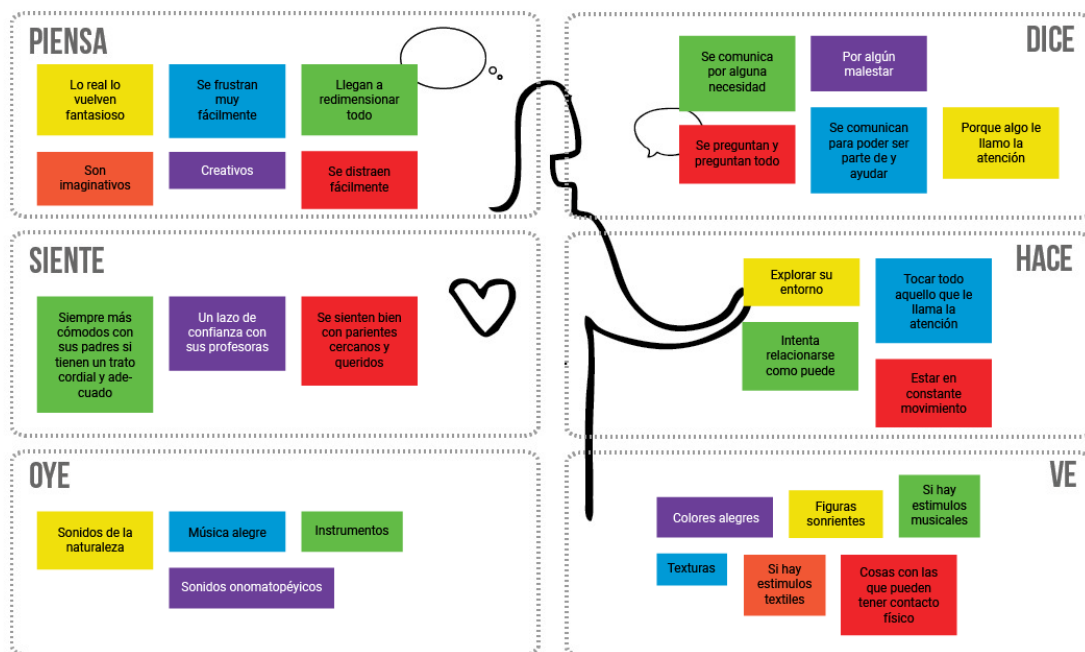 PIENSA
Lo real lo
vuelven
fantasioso
Se frustran
muy
fácilmente
Llegan a
redimensionar
todo
Son
imaginativos
Creativos
Se distraen
fácilmente
DICE
Se comunica
por alguna
necesidad
Por algún
malestar
Se preguntan y
preguntan todo
Se comunican
para poder ser
parte de y
ayudar
Porque algo le
llamo la
atención
SIENTE
Siempre más
cómodos con
sus padres si
tienen un trato
cordial y ade-
cuado
Un lazo de
confianza con
sus profesoras
Se sienten bien
con parientes
cercanos y
queridos
HACE
Explorar su
entorno
Tocar todo
aquello que le
llama la
atención
Intenta
relacionarse
como puede
Estar en
constante
movimiento
OYE
Sonidos de la
naturaleza
Música alegre
Instrumentos
Sonidos onomatopéyicos
VE
Colores alegres
Figuras
sonrientes
Si hay
estimulos
musicales
Texturas
Si hay
estimulos
textiles
Cosas con las
que pueden
tener contacto
físico